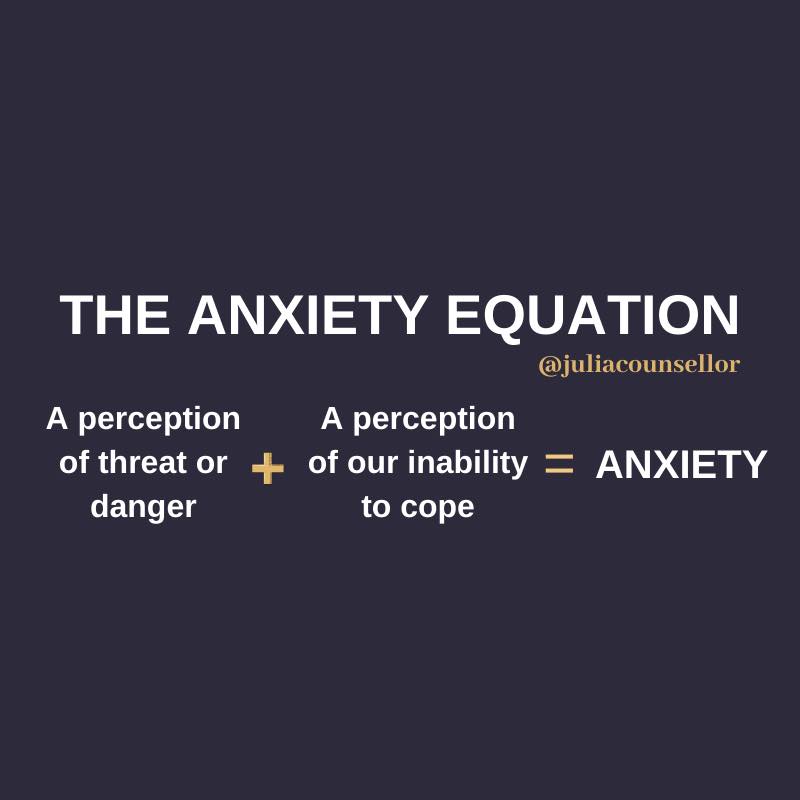 THE ANXIETY EQUATION
@juliacounsellor
A perception
of threat or
danger
+
A perception
of our inability
to cope
=
ANXIETY